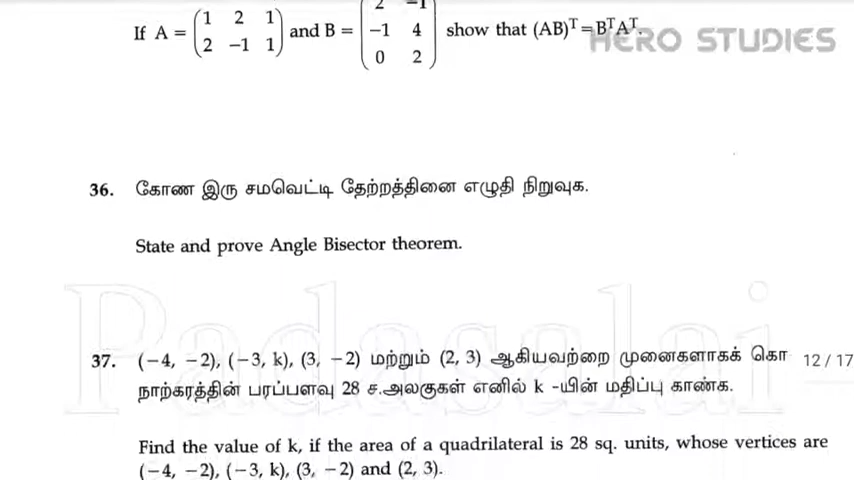 If A = ( 1 2 1 2 −1 1 ) and B = ( 2 −1 −1 4 0 2 ) show that (AB)ᵀ = BᵀAᵀ.
HERO STUDIES
36. கோண இரு சமவெட்டி தேற்றத்தினை எழுதி நிறுவுக.
State and prove Angle Bisector theorem.
Padasalai
37. (−4, −2), (−3, k), (3, −2) மற்றும் (2, 3) ஆகியவற்றை முனைகளாகக் கொ
12 / 17
நாற்கரத்தின் பரப்பளவு 28 ச.அலகுகள் எனில் k -யின் மதிப்பு காண்க.
Find the value of k, if the area of a quadrilateral is 28 sq. units, whose vertices are
(−4, −2), (−3, k), (3, −2) and (2, 3).